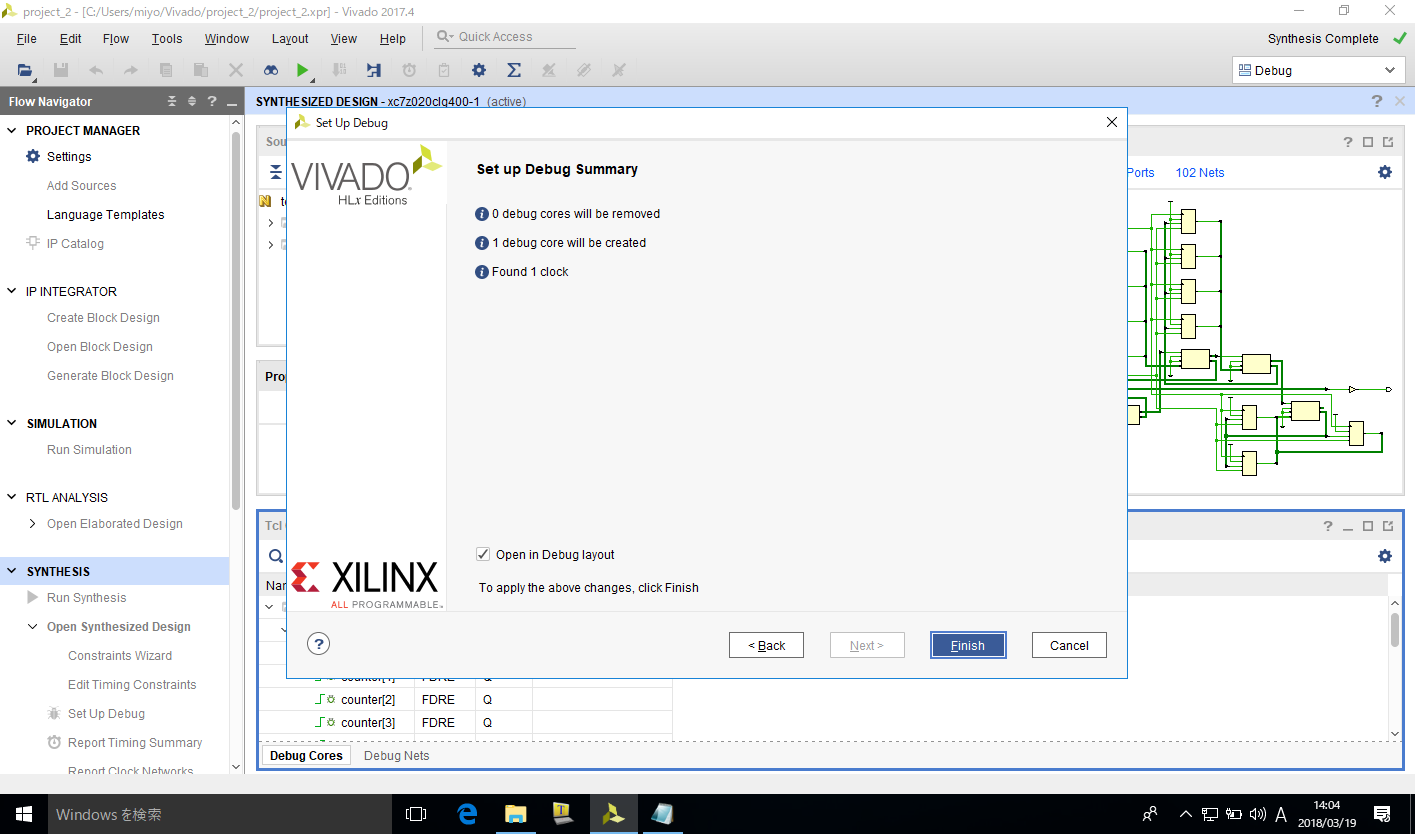 project_2 - [C:/Users/miyo/Vivado/project_2/project_2.xpr] - Vivado 2017.4
File Edit Flow Tools Window Layout View Help Quick Access
Synthesis Complete
Debug
Flow Navigator
PROJECT MANAGER
Settings
Add Sources
Language Templates
IP Catalog
IP INTEGRATOR
Create Block Design
Open Block Design
Generate Block Design
SIMULATION
Run Simulation
RTL ANALYSIS
Open Elaborated Design
SYNTHESIS
Run Synthesis
Open Synthesized Design
Constraints Wizard
Edit Timing Constraints
Set Up Debug
Report Timing Summary
Report Clock Networks
SYNTHESIZED DESIGN - xc7z020clg400-1 (active)
Ports 102 Nets
Set Up Debug
VIVADO
HLx Editions
Set up Debug Summary
0 debug cores will be removed
1 debug core will be created
Found 1 clock
XILINX
ALL PROGRAMMABLE
Open in Debug layout
To apply the above changes, click Finish
< Back Next > Finish Cancel
counter[1] FDRE Q
counter[2] FDRE Q
counter[3] FDRE Q
Debug Cores Debug Nets
Windows を検索
A
14:04
2018/03/19